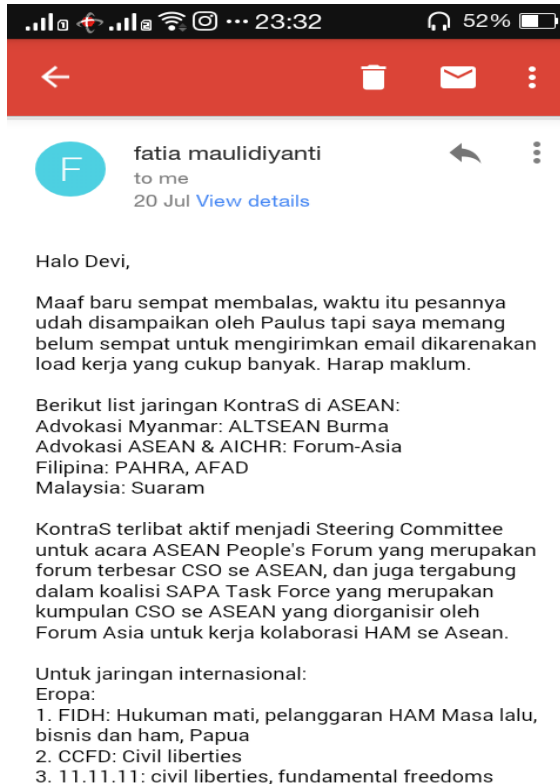 23:32
52%
F
fatia maulidiyanti
to me
20 Jul View details
Halo Devi,
Maaf baru sempat membalas, waktu itu pesannya
udah disampaikan oleh Paulus tapi saya memang
belum sempat untuk mengirimkan email dikarenakan
load kerja yang cukup banyak. Harap maklum.
Berikut list jaringan KontraS di ASEAN:
Advokasi Myanmar: ALTSEAN Burma
Advokasi ASEAN & AICHR: Forum-Asia
Filipina: PAHRA, AFAD
Malaysia: Suaram
KontraS terlibat aktif menjadi Steering Committee
untuk acara ASEAN People's Forum yang merupakan
forum terbesar CSO se ASEAN, dan juga tergabung
dalam koalisi SAPA Task Force yang merupakan
kumpulan CSO se ASEAN yang diorganisir oleh
Forum Asia untuk kerja kolaborasi HAM se Asean.
Untuk jaringan internasional:
Eropa:
1. FIDH: Hukuman mati, pelanggaran HAM Masa lalu,
bisnis dan ham, Papua
2. CCFD: Civil liberties
3. 11.11.11: civil liberties, fundamental freedoms